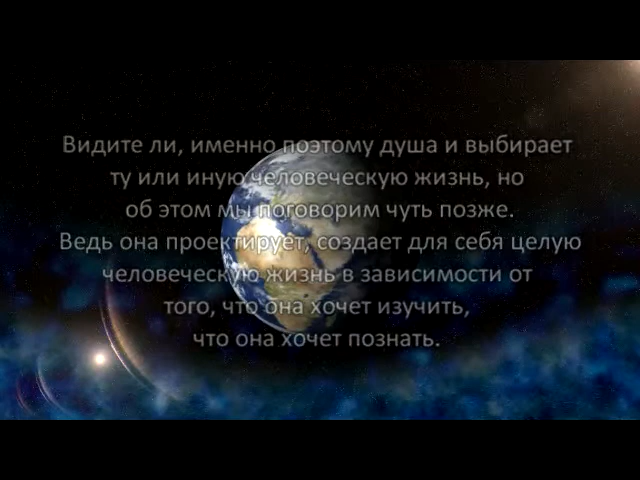 Видите ли, именно поэтому душа и выбирает
ту или иную человеческую жизнь, но
об этом мы поговорим чуть позже.
Ведь она проектирует, создает для себя целую
человеческую жизнь в зависимости от
того, что она хочет изучить,
что она хочет познать.